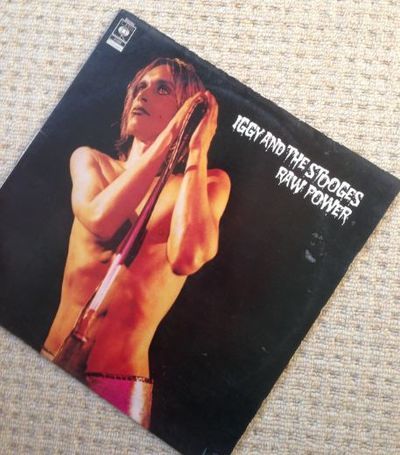 IGGY AND THE STOOGES
RAW POWER